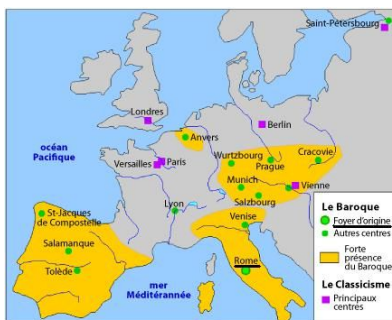 Saint-Pétersbourg
Londres
Berlin
océan
Pacifique
Anvers
Versailles
Paris
Wurtzbourg
Prague
Cracovie
Munich
Vienne
Salzbourg
Lyon
Venise
St-Jacques
de Compostelle
Salamanque
Tolède
Rome
mer
Méditérannée
Le Baroque
Foyer d'origine
Autres centres
Forte
présence
du Baroque
Le Classicisme
Principaux
centres